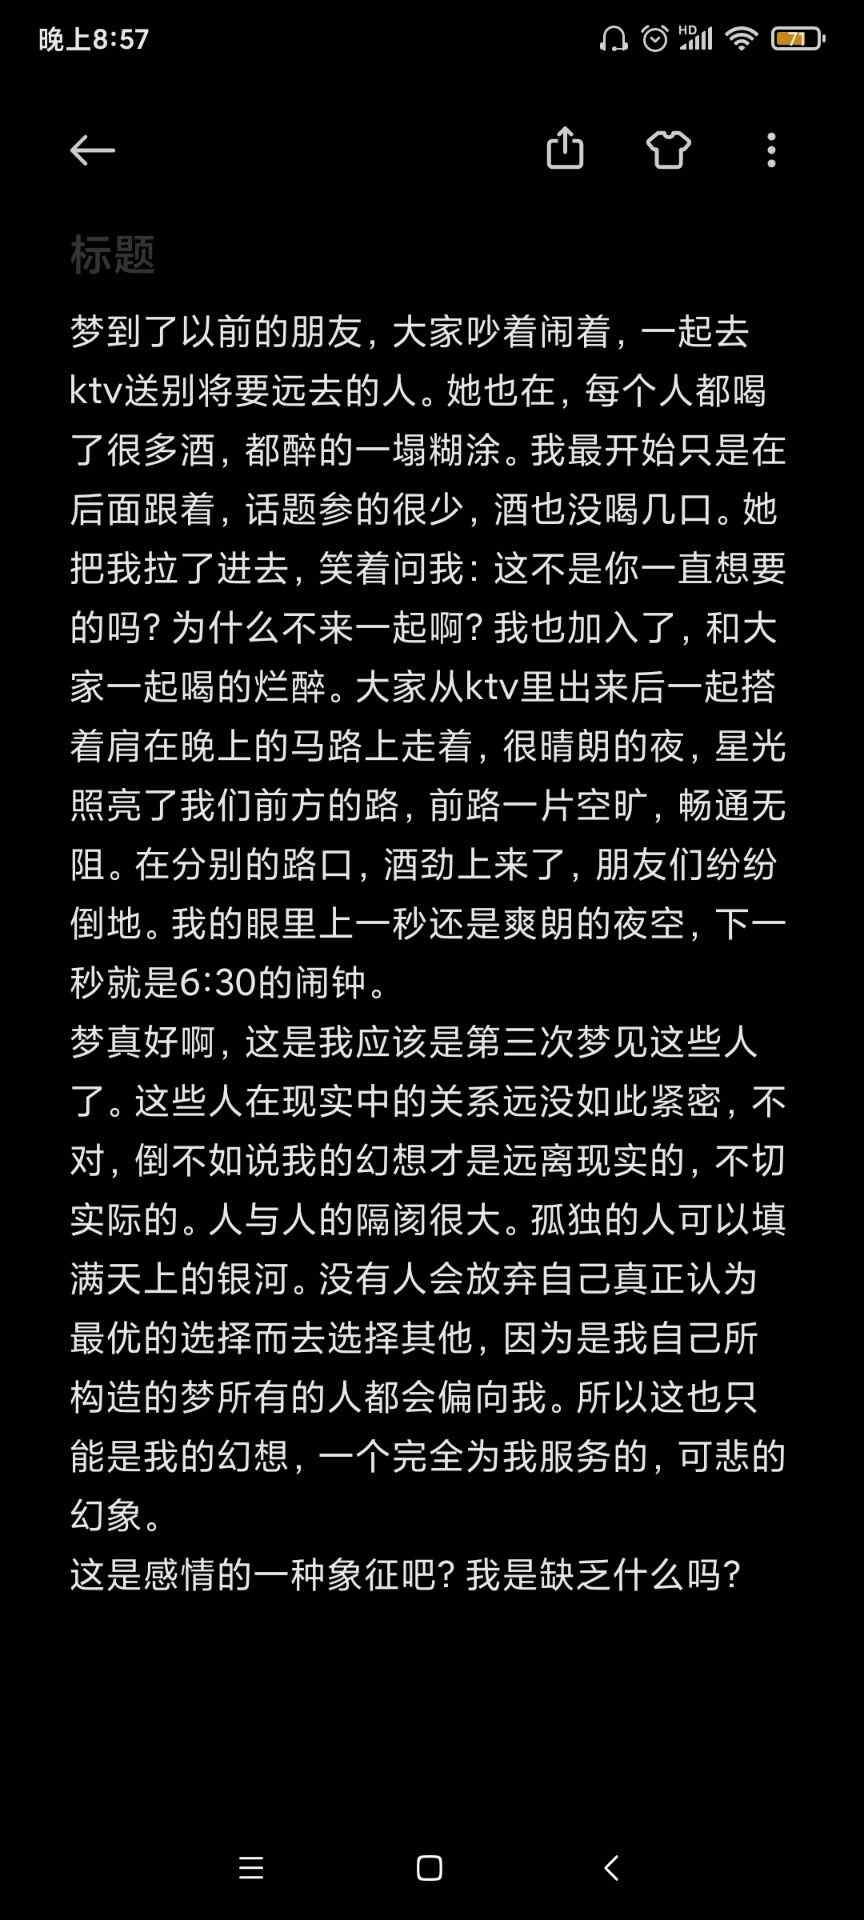 晚上8:57
HD
71
标题
梦到了以前的朋友，大家吵着闹着，一起去
ktv送别将要远去的人。她也在，每个人都喝
了很多酒，都醉的一塌糊涂。我最开始只是在
后面跟着，话题参的很少，酒也没喝几口。她
把我拉了进去，笑着问我：这不是你一直想要
的吗？为什么不来一起啊？我也加入了，和大
家一起喝的烂醉。大家从ktv里出来后一起搭
着肩在晚上的马路上走着，很晴朗的夜，星光
照亮了我们前方的路，前路一片空旷，畅通无
阻。在分别的路口，酒劲上来了，朋友们纷纷
倒地。我的眼里上一秒还是爽朗的夜空，下一
秒就是6:30的闹钟。
梦真好啊，这是我应该是第三次梦见这些人
了。这些人在现实中的关系远没如此紧密，不
对，倒不如说我的幻想才是远离现实的，不切
实际的。人与人的隔阂很大。孤独的人可以填
满天上的银河。没有人会放弃自己真正认为
最优的选择而去选择其他，因为是我自己所
构造的梦所有的人都会偏向我。所以这也只
能是我的幻想，一个完全为我服务的，可悲的
幻象。
这是感情的一种象征吧？我是缺乏什么吗？